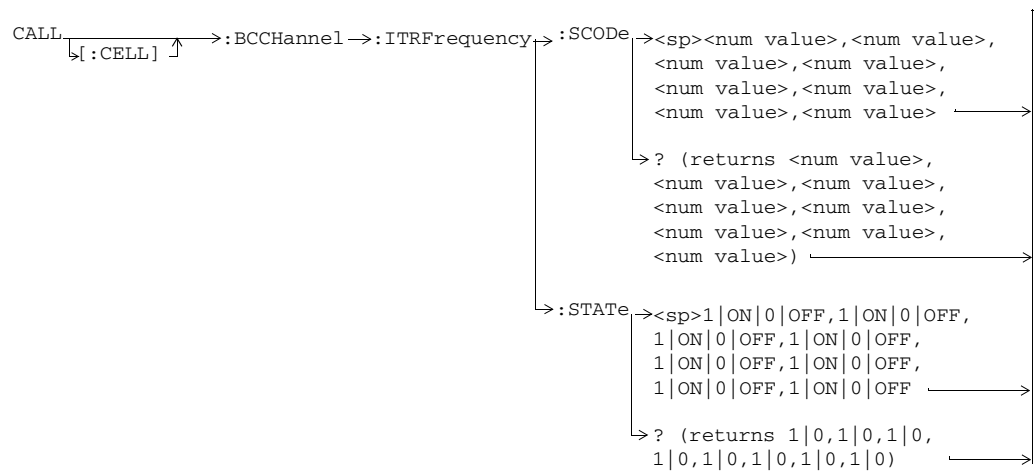 CALL :BCCHannel :ITRFrequency :SCODe <sp><num value>,<num value>,
[:CELL] <num value>,<num value>,
<num value>,<num value>,
<num value>,<num value>
? (returns <num value>,
<num value>,<num value>,
<num value>,<num value>,
<num value>,<num value>,
<num value>)
:STATe <sp>1|ON|0|OFF,1|ON|0|OFF,
1|ON|0|OFF,1|ON|0|OFF,
1|ON|0|OFF,1|ON|0|OFF,
1|ON|0|OFF,1|ON|0|OFF
? (returns 1|0,1|0,1|0,
1|0,1|0,1|0,1|0,1|0)